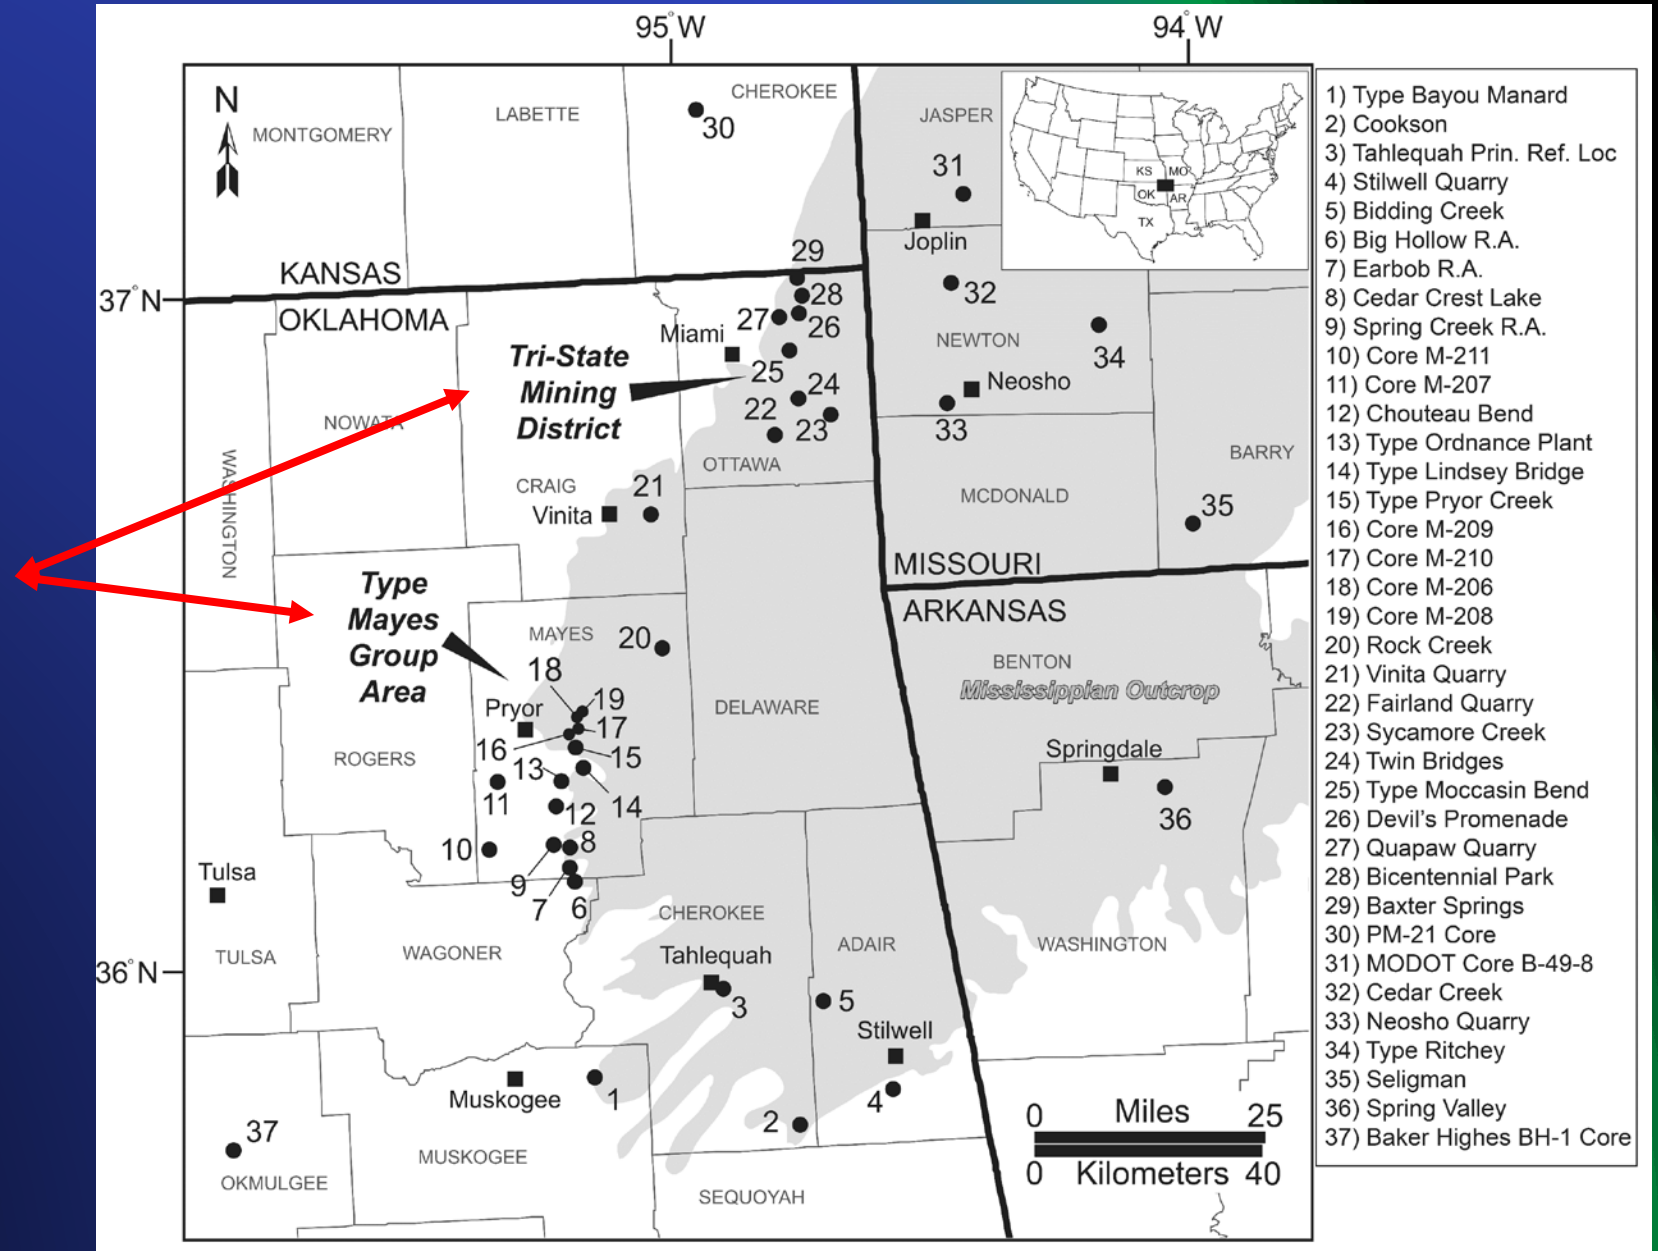 95°W
94°W
N
MONTGOMERY
LABETTE
CHEROKEE
30
JASPER
31
Joplin
KS
MO
OK
AR
TX
KANSAS
37°N
OKLAHOMA
29
28
27
26
32
Miami
Tri-State
Mining
District
25
24
22
23
NEWTON
34
Neosho
33
NOWATA
WASHINGTON
OTTAWA
BARRY
CRAIG
21
Vinita
MCDONALD
35
MISSOURI
ARKANSAS
Type
Mayes
Group
Area
MAYES
20
18
19
Pryor
17
16
15
13
14
11
12
10
8
9
7
6
BENTON
Mississippian Outcrop
DELAWARE
ROGERS
Springdale
36
Tulsa
TULSA
WAGONER
CHEROKEE
Tahlequah
3
ADAIR
5
WASHINGTON
36°N
Stilwell
4
Muskogee
1
2
37
OKMULGEE
MUSKOGEE
SEQUOYAH
0 Miles 25
0 Kilometers 40
1) Type Bayou Manard
2) Cookson
3) Tahlequah Prin. Ref. Loc
4) Stilwell Quarry
5) Bidding Creek
6) Big Hollow R.A.
7) Earbob R.A.
8) Cedar Crest Lake
9) Spring Creek R.A.
10) Core M-211
11) Core M-207
12) Chouteau Bend
13) Type Ordnance Plant
14) Type Lindsey Bridge
15) Type Pryor Creek
16) Core M-209
17) Core M-210
18) Core M-206
19) Core M-208
20) Rock Creek
21) Vinita Quarry
22) Fairland Quarry
23) Sycamore Creek
24) Twin Bridges
25) Type Moccasin Bend
26) Devil's Promenade
27) Quapaw Quarry
28) Bicentennial Park
29) Baxter Springs
30) PM-21 Core
31) MODOT Core B-49-8
32) Cedar Creek
33) Neosho Quarry
34) Type Ritchey
35) Seligman
36) Spring Valley
37) Baker Highes BH-1 Core